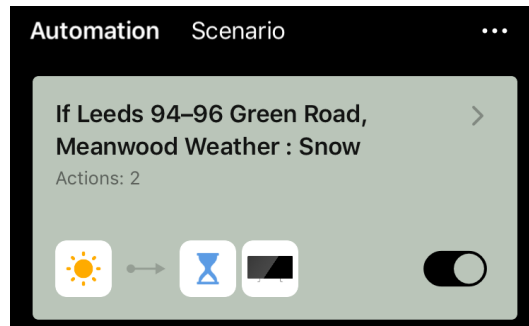 Automation Scenario
If Leeds 94–96 Green Road,
Meanwood Weather : Snow
Actions: 2